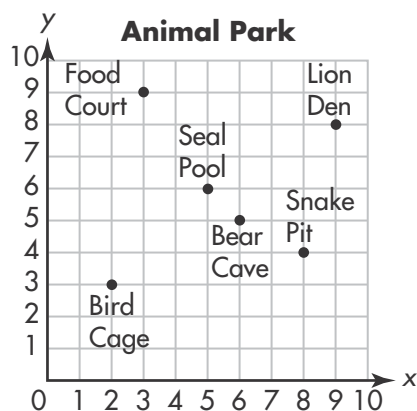 Animal Park
y
10
9
8
7
6
5
4
3
2
1
Food
Court
Lion
Den
Seal
Pool
Snake
Pit
Bear
Cave
Bird
Cage
0 1 2 3 4 5 6 7 8 9 10 x